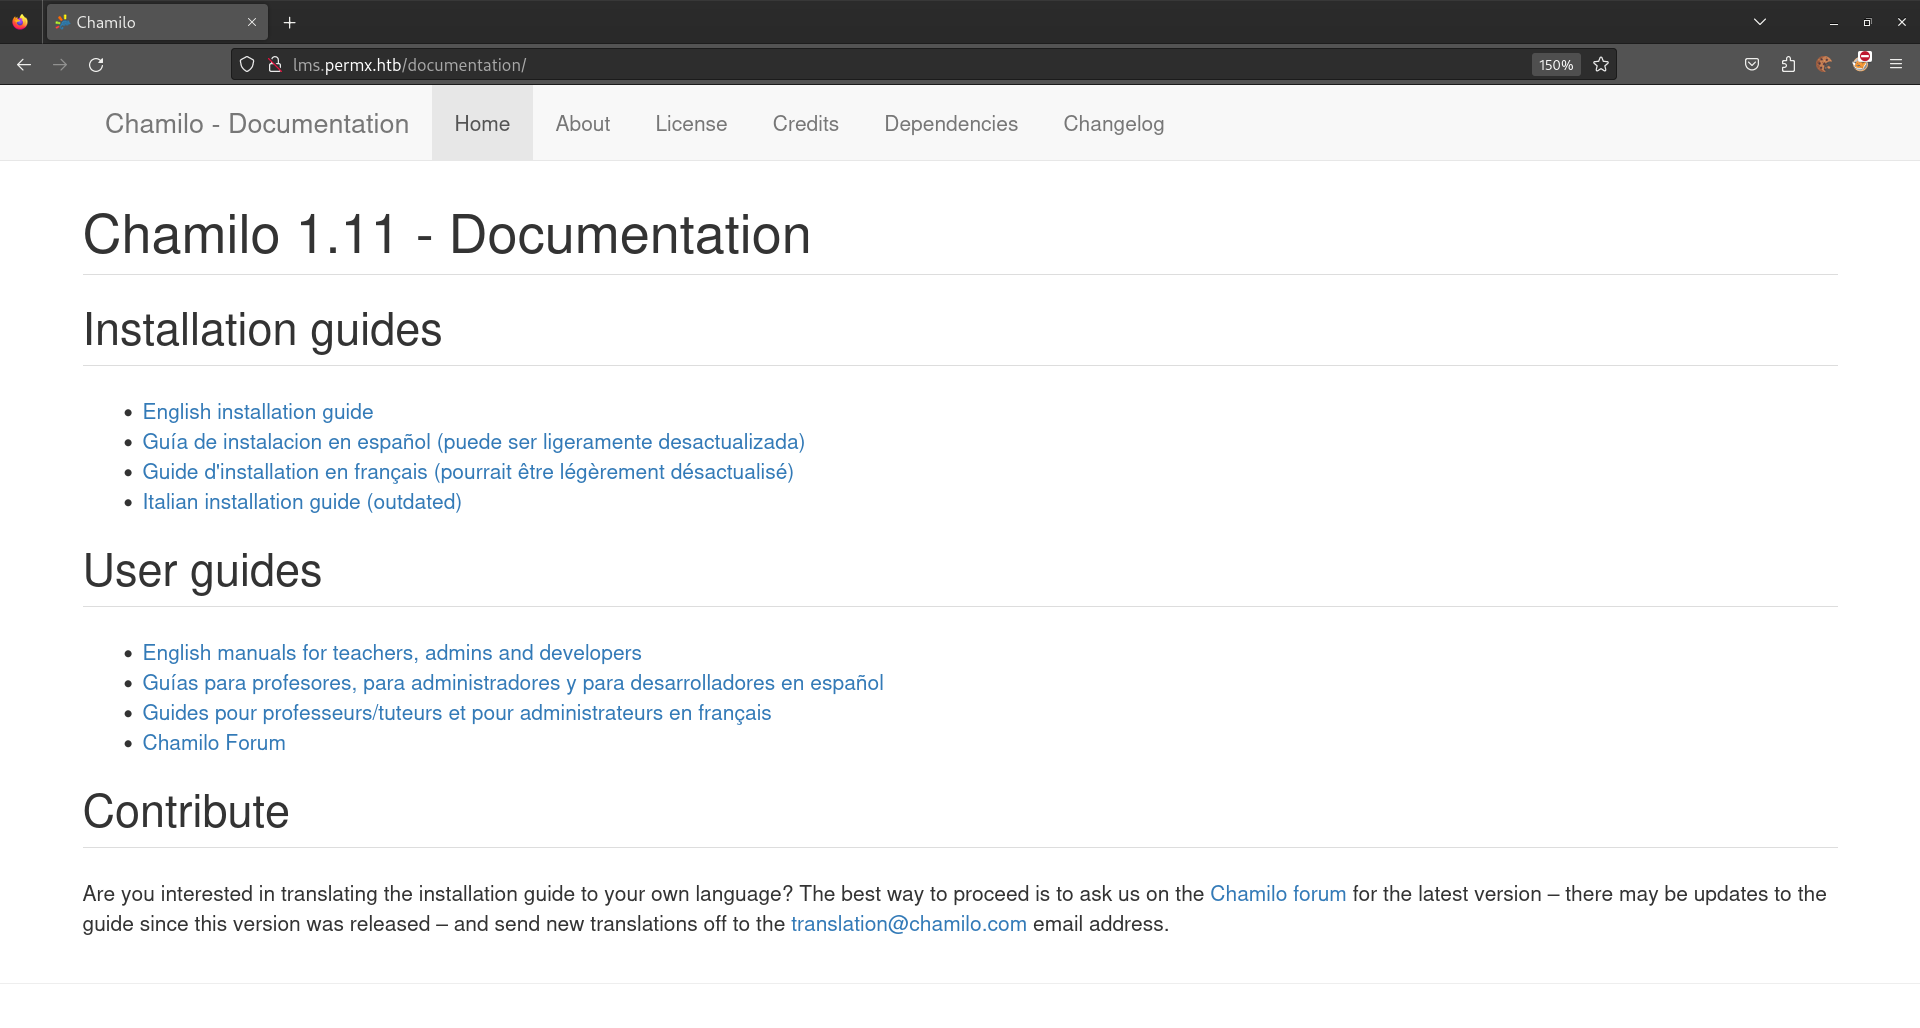 Chamilo
lms.permx.htb/documentation/
150%
Chamilo - Documentation
Home
About
License
Credits
Dependencies
Changelog
Chamilo 1.11 - Documentation
Installation guides
English installation guide
Guía de instalacion en español (puede ser ligeramente desactualizada)
Guide d'installation en français (pourrait être légèrement désactualisé)
Italian installation guide (outdated)
User guides
English manuals for teachers, admins and developers
Guías para profesores, para administradores y para desarrolladores en español
Guides pour professeurs/tuteurs et pour administrateurs en français
Chamilo Forum
Contribute
Are you interested in translating the installation guide to your own language? The best way to proceed is to ask us on the Chamilo forum for the latest version – there may be updates to the
guide since this version was released – and send new translations off to the translation@chamilo.com email address.